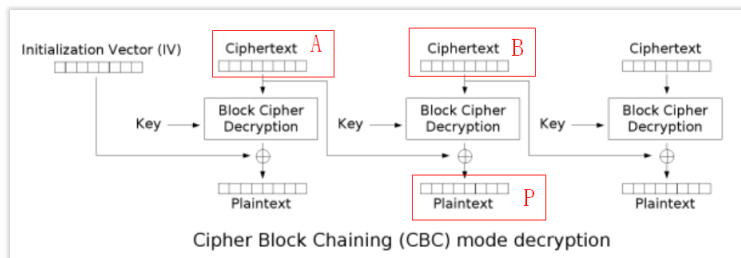 Initialization Vector (IV)
Ciphertext A
Ciphertext B
Ciphertext
Key
Block Cipher
Decryption
Key
Block Cipher
Decryption
Key
Block Cipher
Decryption
Plaintext
Plaintext P
Plaintext
Cipher Block Chaining (CBC) mode decryption